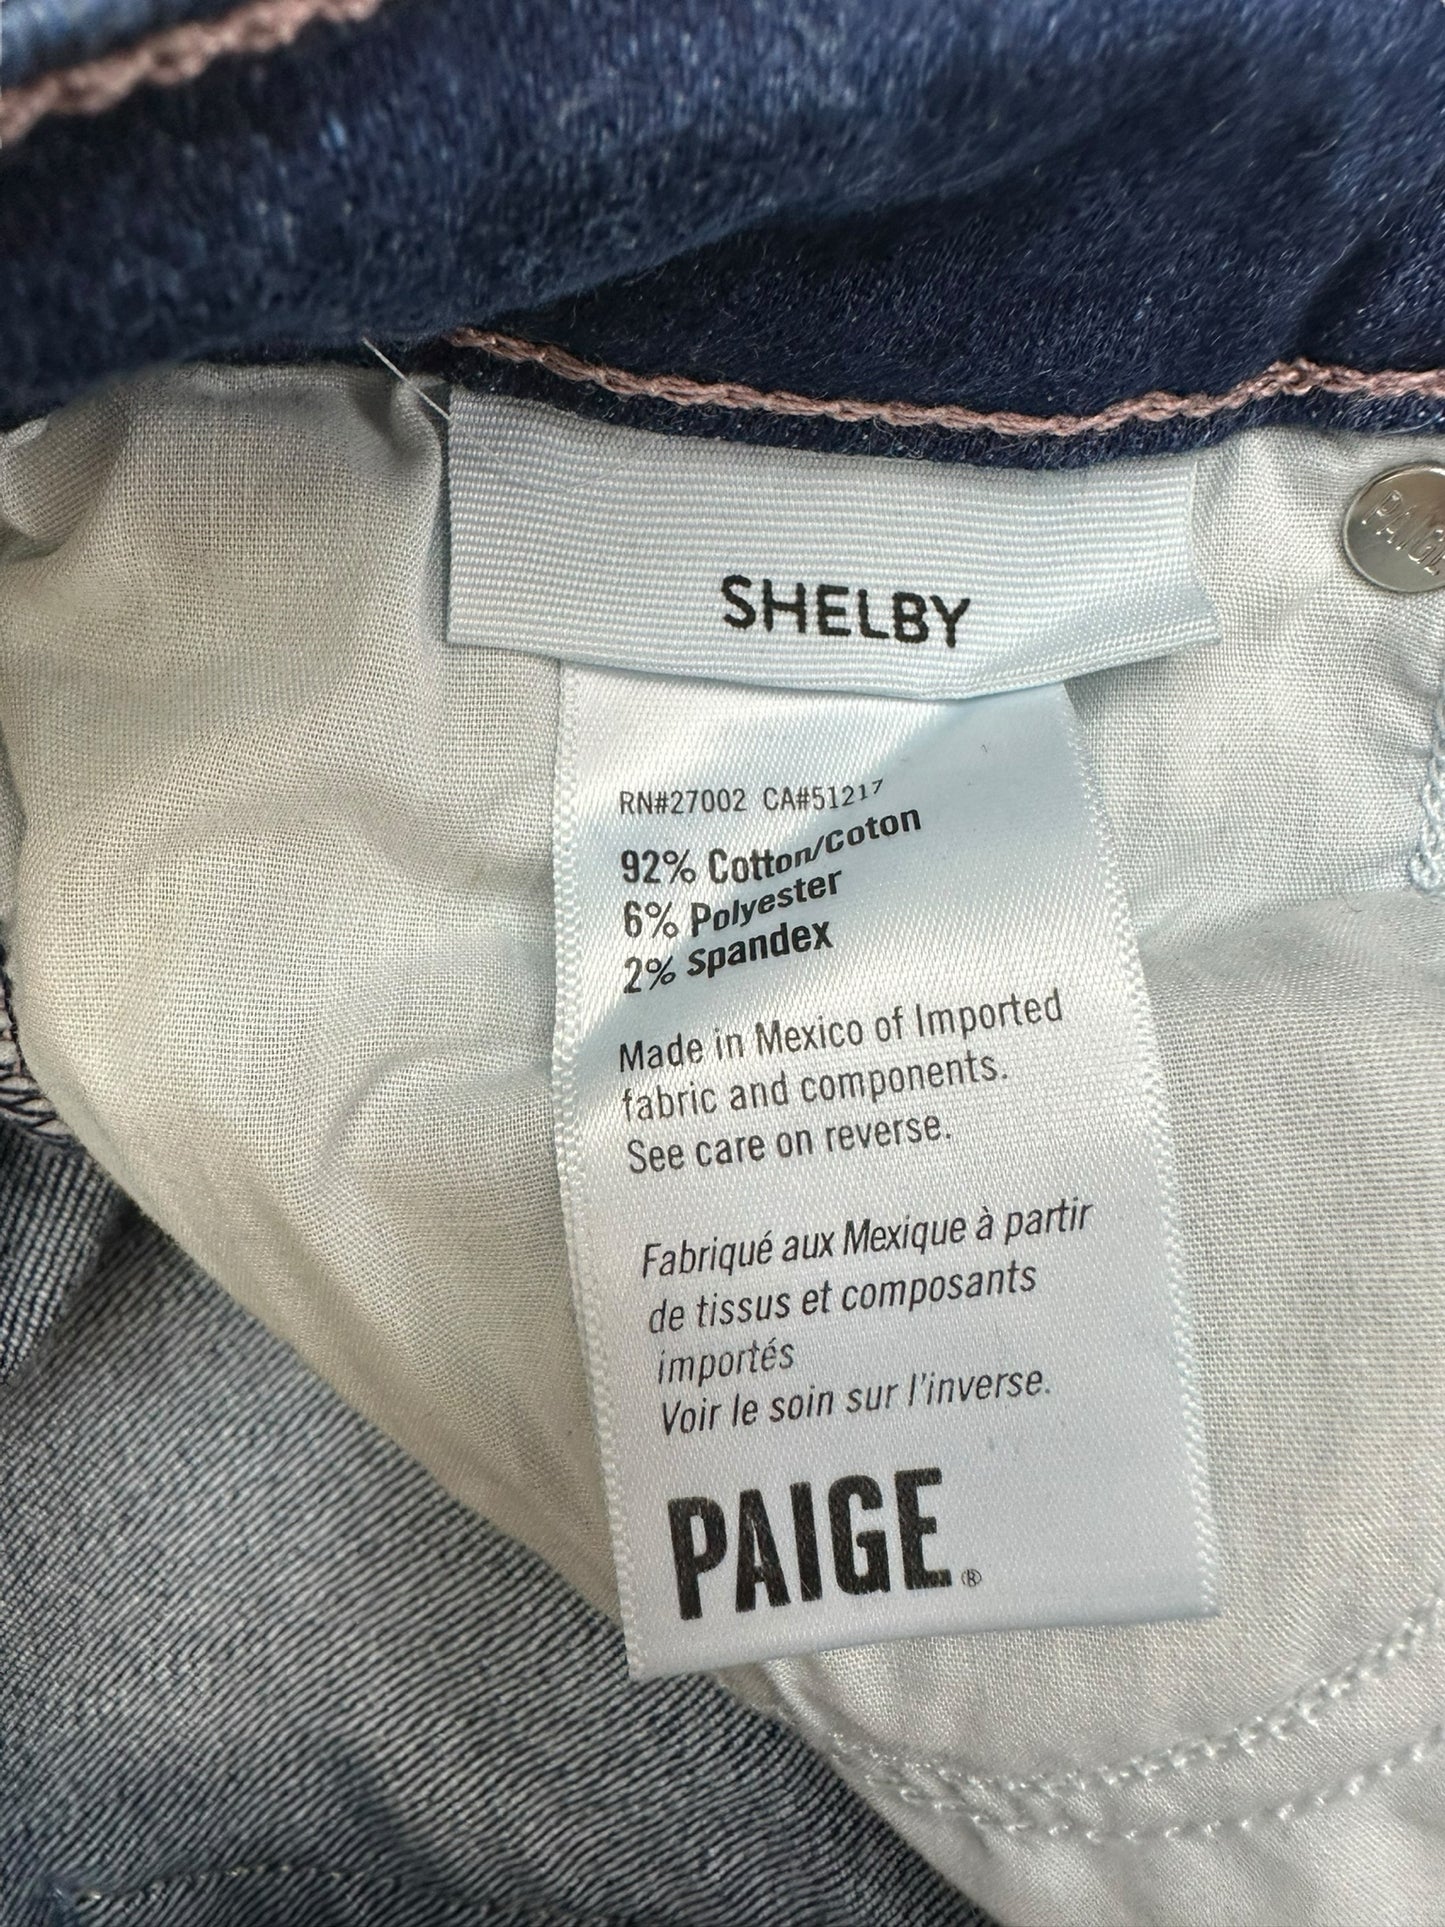 SHELBY
PAIGE
RN#27002 CA#51217
92% Cotton/Coton
6% Polyester
2% Spandex
Made in Mexico of Imported
fabric and components.
See care on reverse.
Fabriqué aux Mexique à partir
de tissus et composants
importés
Voir le soin sur l'inverse.
PAIGE®